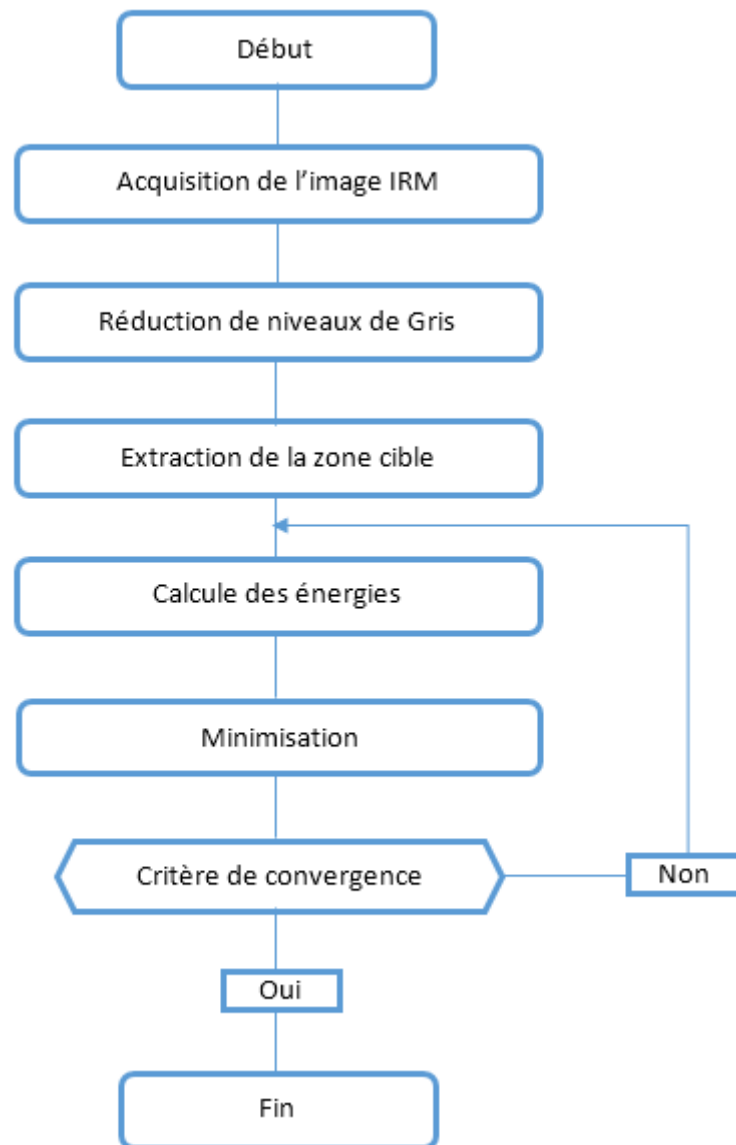 Début
Acquisition de l’image IRM
Réduction de niveaux de Gris
Extraction de la zone cible
Calcule des énergies
Minimisation
Critère de convergence
Non
Oui
Fin